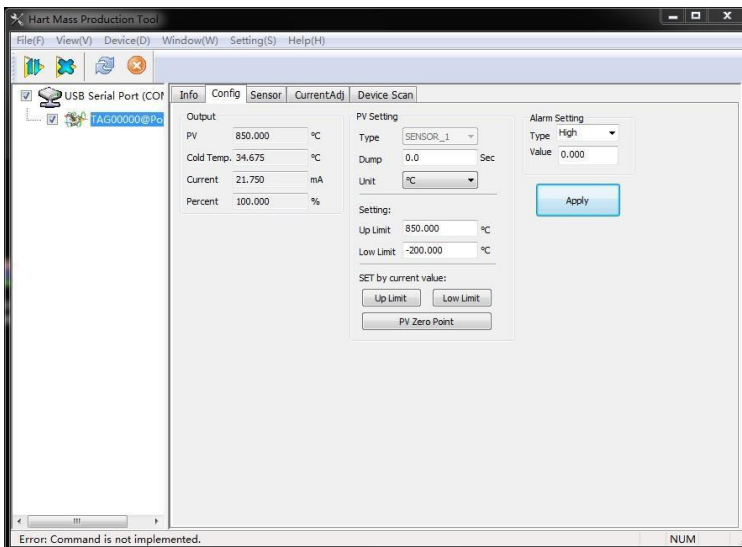 Hart Mass Production Tool
File(F) View(V) Device(D) Window(W) Setting(S) Help(H)
USB Serial Port (CO
TAG00000@Po
Info Config Sensor CurrentAdj Device Scan
Output
PV 850.000 °C
Cold Temp. 34.675 °C
Current 21.750 mA
Percent 100.000 %
PV Setting
Type SENSOR_1
Dump 0.0 Sec
Unit °C
Setting:
Up Limit 850.000 °C
Low Limit -200.000 °C
SET by current value:
Up Limit Low Limit
PV Zero Point
Alarm Setting
Type High
Value 0.000
Apply
Error: Command is not implemented.
NUM